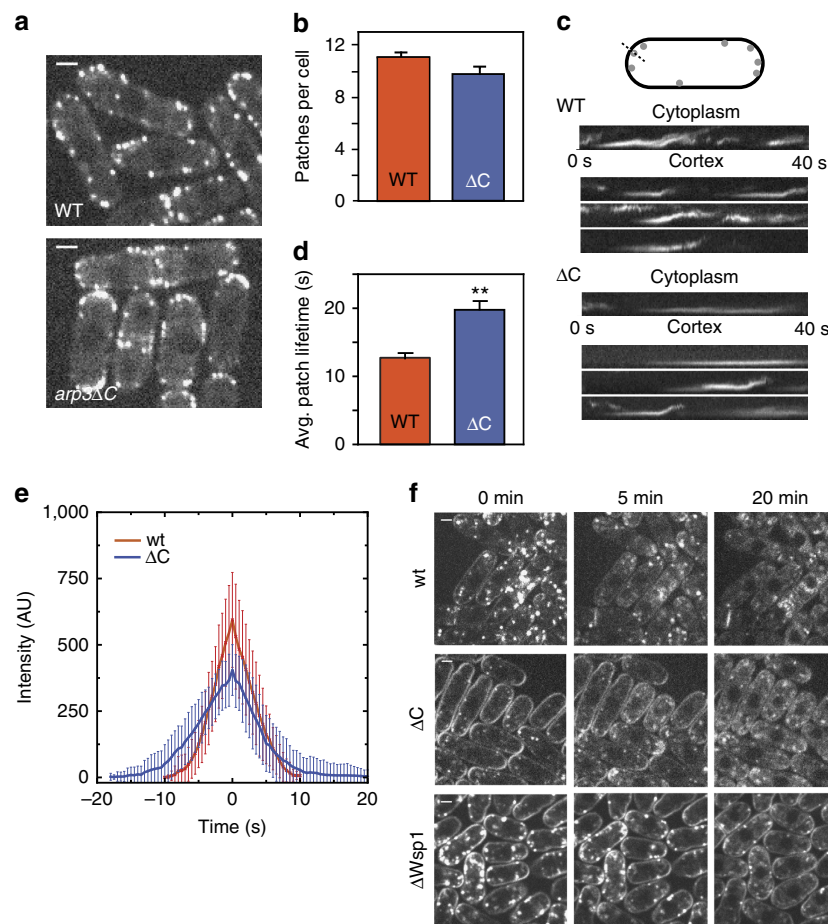 a
WT
arp3ΔC
b
Patches per cell
12
8
4
0
WT
ΔC
c
WT
Cytoplasm
0 s
Cortex
40 s
ΔC
Cytoplasm
0 s
Cortex
40 s
d
Avg. patch lifetime (s)
20
10
0
**
WT
ΔC
e
Intensity (AU)
1,000
750
500
250
0
wt
ΔC
−20
−10
0
10
20
Time (s)
f
0 min
5 min
20 min
wt
ΔC
ΔWsp1